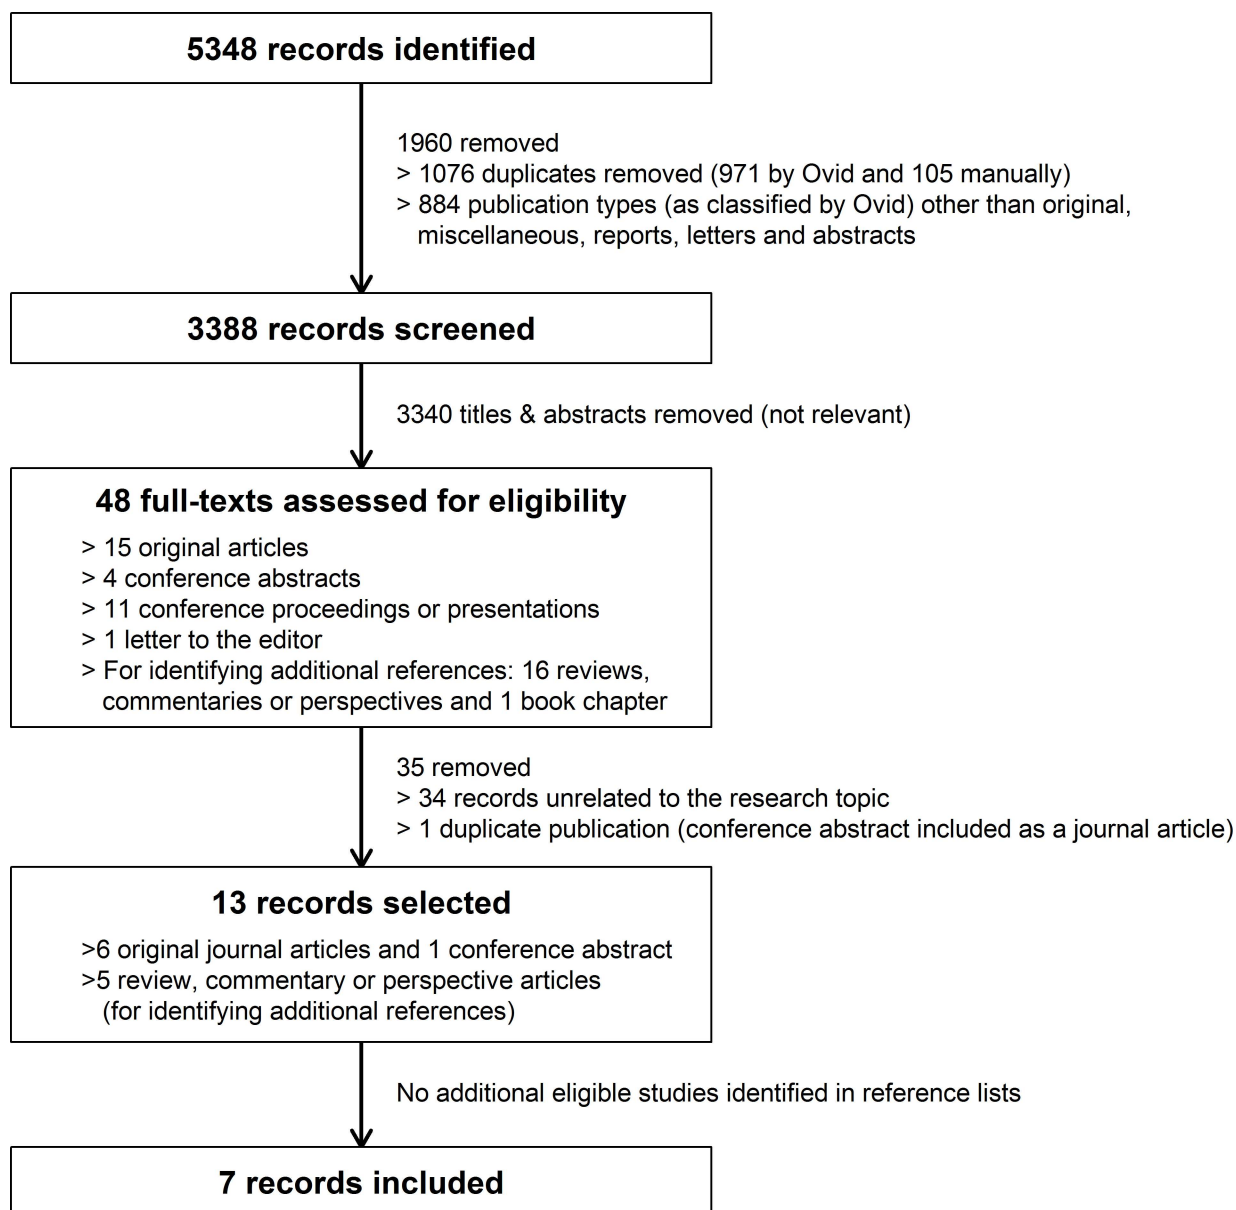 5348 records identified
1960 removed
> 1076 duplicates removed (971 by Ovid and 105 manually)
> 884 publication types (as classified by Ovid) other than original,
miscellaneous, reports, letters and abstracts
3388 records screened
3340 titles & abstracts removed (not relevant)
48 full-texts assessed for eligibility
> 15 original articles
> 4 conference abstracts
> 11 conference proceedings or presentations
> 1 letter to the editor
> For identifying additional references: 16 reviews,
commentaries or perspectives and 1 book chapter
35 removed
> 34 records unrelated to the research topic
> 1 duplicate publication (conference abstract included as a journal article)
13 records selected
>6 original journal articles and 1 conference abstract
>5 review, commentary or perspective articles
(for identifying additional references)
No additional eligible studies identified in reference lists
7 records included